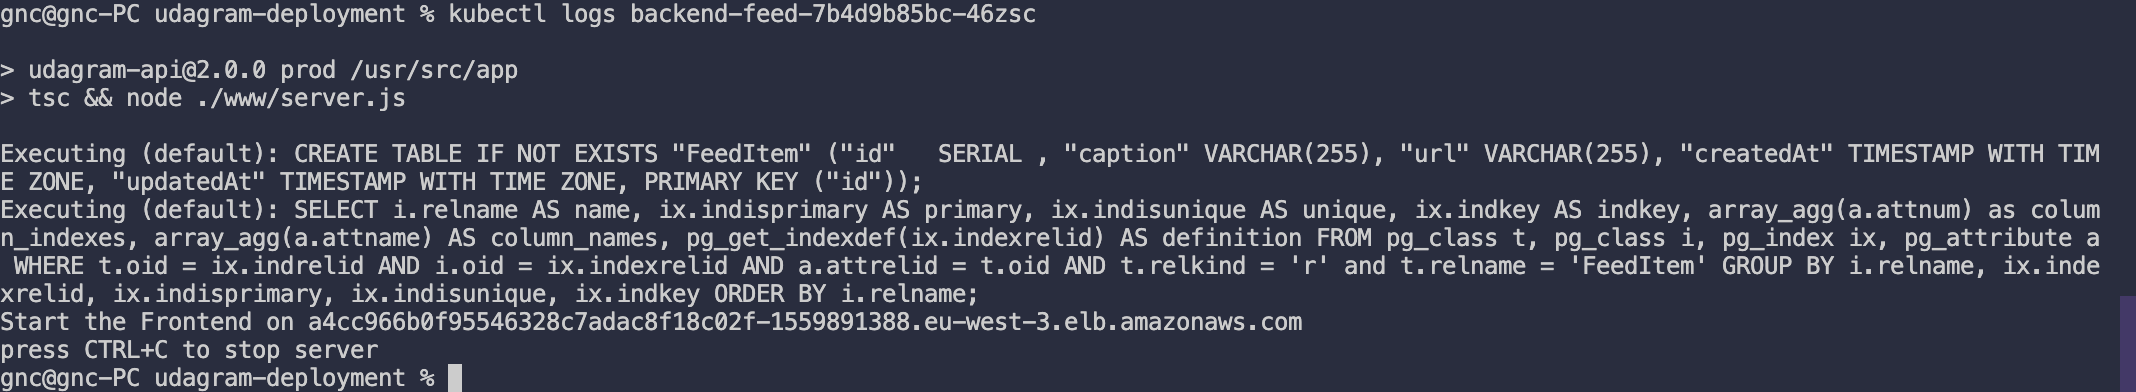 gnc@gnc-PC udagram-deployment % kubectl logs backend-feed-7b4d9b85bc-46zsc
> udagram-api@2.0.0 prod /usr/src/app
> tsc && node ./www/server.js
Executing (default): CREATE TABLE IF NOT EXISTS "FeedItem" ("id"   SERIAL , "caption" VARCHAR(255), "url" VARCHAR(255), "createdAt" TIMESTAMP WITH TIM
E ZONE, "updatedAt" TIMESTAMP WITH TIME ZONE, PRIMARY KEY ("id"));
Executing (default): SELECT i.relname AS name, ix.indisprimary AS primary, ix.indisunique AS unique, ix.indkey AS indkey, array_agg(a.attnum) as colum
n_indexes, array_agg(a.attname) AS column_names, pg_get_indexdef(ix.indexrelid) AS definition FROM pg_class t, pg_class i, pg_index ix, pg_attribute a
 WHERE t.oid = ix.indrelid AND i.oid = ix.indexrelid AND a.attrelid = t.oid AND t.relkind = 'r' and t.relname = 'FeedItem' GROUP BY i.relname, ix.inde
xrelid, ix.indisprimary, ix.indisunique, ix.indkey ORDER BY i.relname;
Start the Frontend on a4cc966b0f95546328c7adac8f18c02f-1559891388.eu-west-3.elb.amazonaws.com
press CTRL+C to stop server
gnc@gnc-PC udagram-deployment %